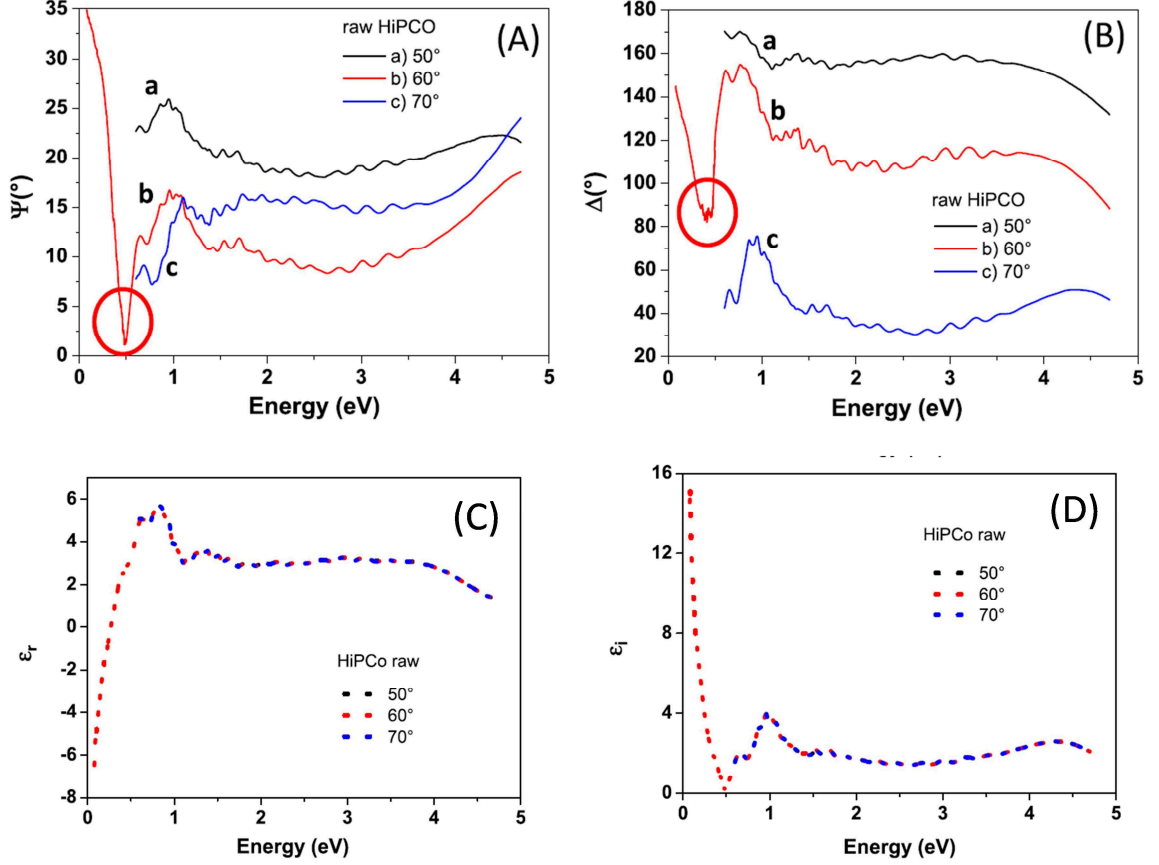 (A)
raw HiPCO
a) 50°
b) 60°
c) 70°
a
b
c
Ψ(°)
35
30
25
20
15
10
5
0
0 1 2 3 4 5
Energy (eV)
(B)
a
b
raw HiPCO
a) 50°
b) 60°
c) 70°
c
Δ(°)
180
160
140
120
100
80
60
40
20
0 1 2 3 4 5
Energy (eV)
(C)
HiPCo raw
50°
60°
70°
εr
6
4
2
0
-2
-4
-6
-8
0 1 2 3 4 5
Energy (eV)
(D)
HiPCo raw
50°
60°
70°
εi
16
12
8
4
0
0 1 2 3 4 5
Energy (eV)